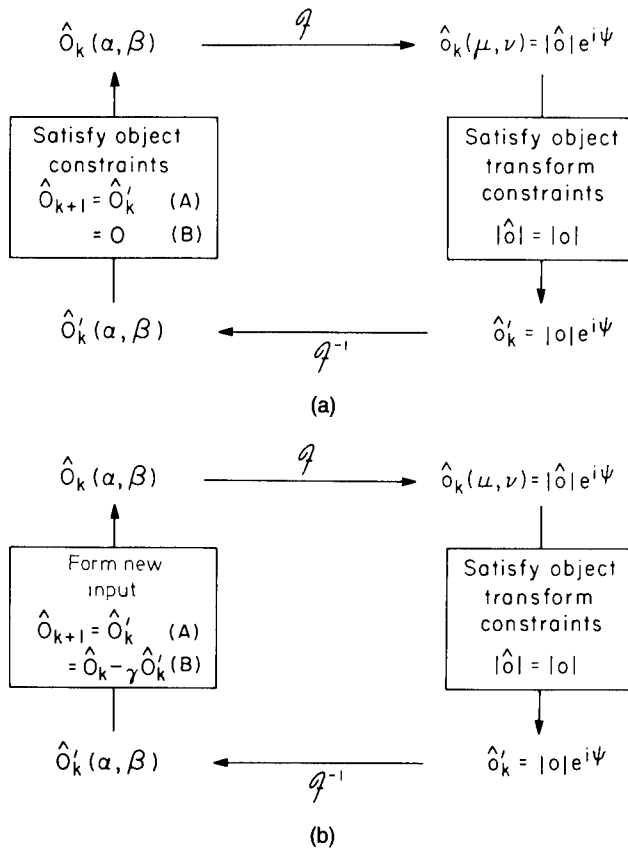 Ô_k(α, β) ℱ ô_k(μ, ν) = |ô|e^{iψ}
Satisfy object
constraints
Ô_{k+1} = Ô′_k (A)
= 0 (B)
Satisfy object
transform
constraints
|ô| = |o|
Ô′_k(α, β) ℱ^{-1} ô′_k = |o|e^{iψ}
(a)
Ô_k(α, β) ℱ ô_k(μ, ν) = |ô|e^{iψ}
Form new
input
Ô_{k+1} = Ô′_k (A)
= Ô_k − γÔ′_k (B)
Satisfy object
transform
constraints
|ô| = |o|
Ô′_k(α, β) ℱ^{-1} ô′_k = |o|e^{iψ}
(b)